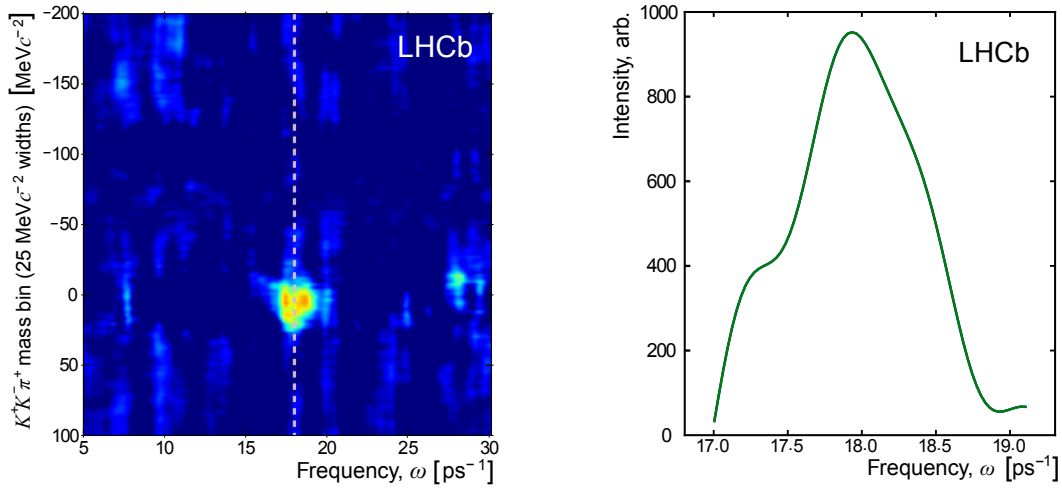 LHCb
K⁺K⁻π⁺ mass bin (25 MeVc⁻² widths) [MeVc⁻²]
−200
−150
−100
−50
0
50
100
5 10 15 20 25 30
Frequency, ω [ps⁻¹]
LHCb
Intensity, arb.
1000
800
600
400
200
0
17.0 17.5 18.0 18.5 19.0
Frequency, ω [ps⁻¹]